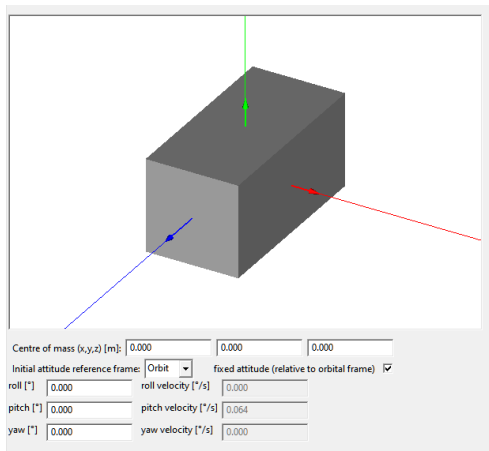 Centre of mass (x,y,z) [m]: 0.000 0.000 0.000
Initial attitude reference frame: Orbit fixed attitude (relative to orbital frame)
roll [°] 0.000 roll velocity [°/s] 0.000
pitch [°] 0.000 pitch velocity [°/s] 0.064
yaw [°] 0.000 yaw velocity [°/s] 0.000